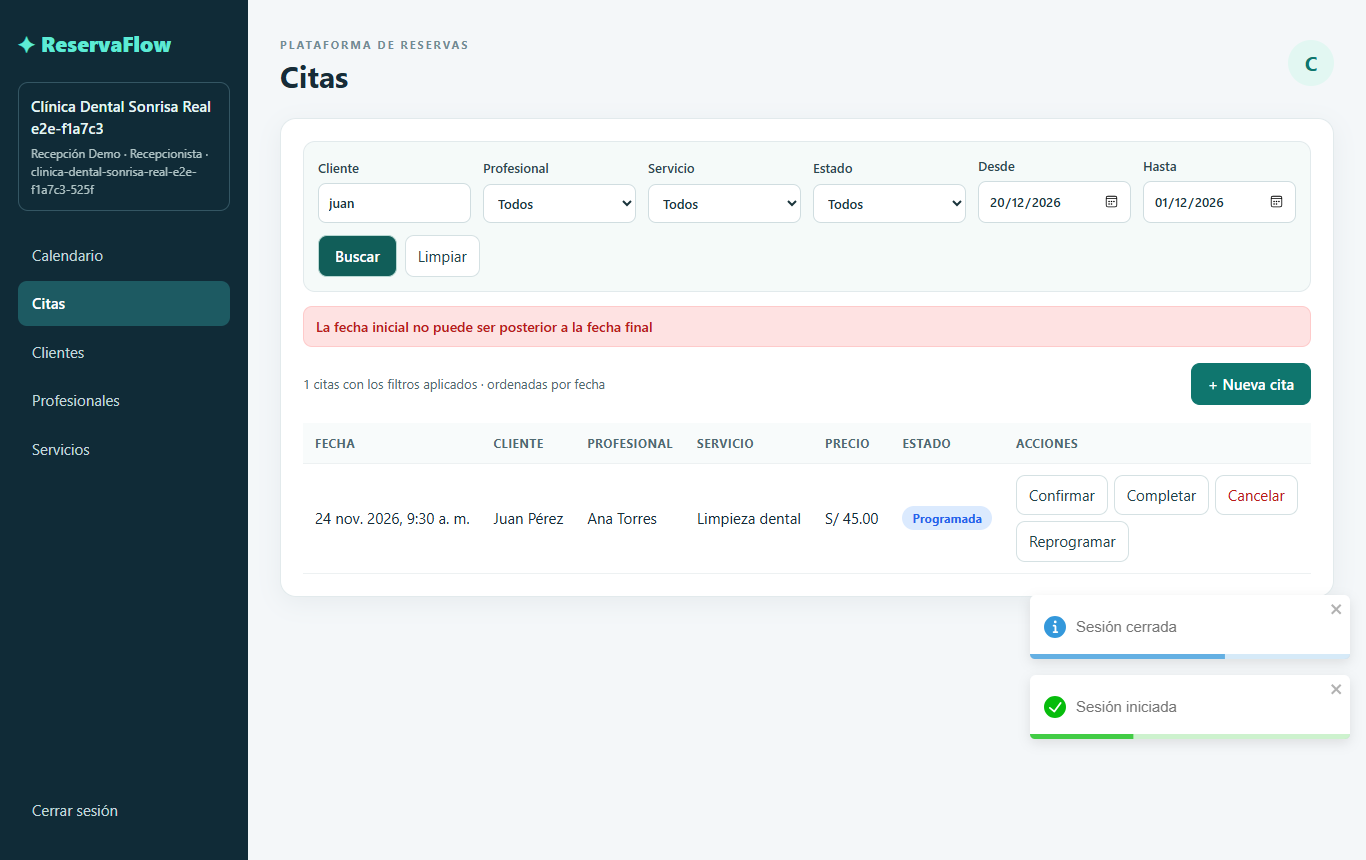 ✦ ReservaFlow
Clínica Dental Sonrisa Real
e2e-f1a7c3
Recepción Demo · Recepcionista ·
clinica-dental-sonrisa-real-e2e-
f1a7c3-525f
Calendario
Citas
Clientes
Profesionales
Servicios
Cerrar sesión
PLATAFORMA DE RESERVAS
Citas
C
Cliente
Profesional
Servicio
Estado
Desde
Hasta
juan
Todos
Todos
Todos
20/12/2026
01/12/2026
Buscar
Limpiar
La fecha inicial no puede ser posterior a la fecha final
1 citas con los filtros aplicados · ordenadas por fecha
+ Nueva cita
FECHA
CLIENTE
PROFESIONAL
SERVICIO
PRECIO
ESTADO
ACCIONES
24 nov. 2026, 9:30 a. m.
Juan Pérez
Ana Torres
Limpieza dental
S/ 45.00
Programada
Confirmar
Completar
Cancelar
Reprogramar
Sesión cerrada
Sesión iniciada